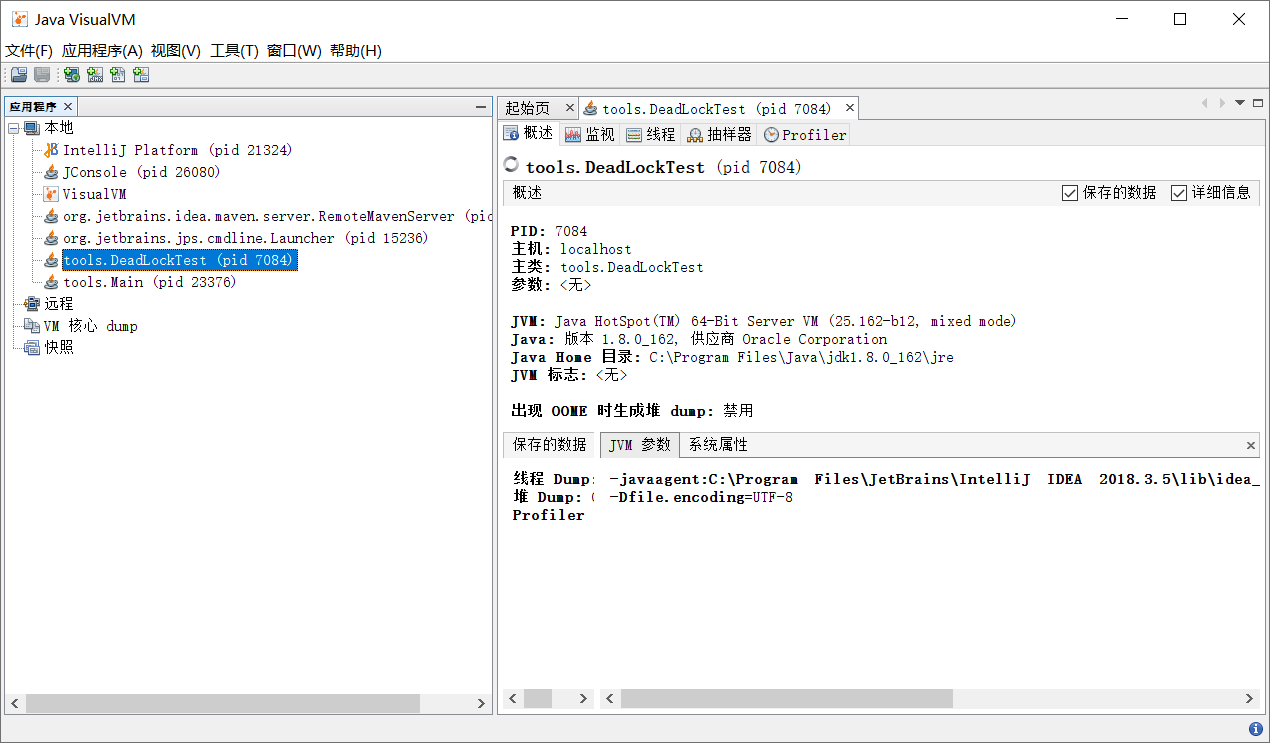 Java VisualVM
文件(F) 应用程序(A) 视图(V) 工具(T) 窗口(W) 帮助(H)
应用程序
本地
IntelliJ Platform (pid 21324)
JConsole (pid 26080)
VisualVM
org.jetbrains.idea.maven.server.RemoteMavenServer (pid
org.jetbrains.jps.cmdline.Launcher (pid 15236)
tools.DeadLockTest (pid 7084)
tools.Main (pid 23376)
远程
VM 核心 dump
快照
起始页 tools.DeadLockTest (pid 7084)
概述 监视 线程 抽样器 Profiler
tools.DeadLockTest (pid 7084)
概述 保存的数据 详细信息
PID: 7084
主机: localhost
主类: tools.DeadLockTest
参数: <无>
JVM: Java HotSpot(TM) 64-Bit Server VM (25.162-b12, mixed mode)
Java: 版本 1.8.0_162, 供应商 Oracle Corporation
Java Home 目录: C:\Program Files\Java\jdk1.8.0_162\jre
JVM 标志: <无>
出现 OOME 时生成堆 dump: 禁用
保存的数据 JVM 参数 系统属性
线程 Dump: -javaagent:C:\Program Files\JetBrains\IntelliJ IDEA 2018.3.5\lib\idea_
堆 Dump: -Dfile.encoding=UTF-8
Profiler